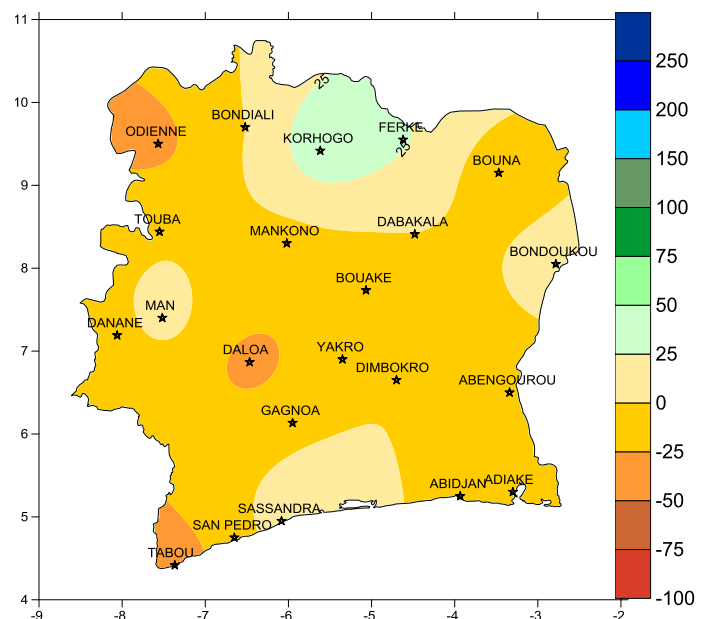 11
10
9
8
7
6
5
4
-9
-8
-7
-6
-5
-4
-3
-2
25
BONDIALI
FERKE
ODIENNE
KORHOGO
25
BOUNA
TOUBA
DABAKALA
MANKONO
BONDOUKOU
BOUAKE
MAN
DANANE
YAKRO
DALOA
DIMBOKRO
ABENGOUROU
GAGNOA
ABIDJAN
ADIAKE
SASSANDRA
SAN PEDRO
TABOU
250
200
150
100
75
50
25
0
-25
-50
-75
-100